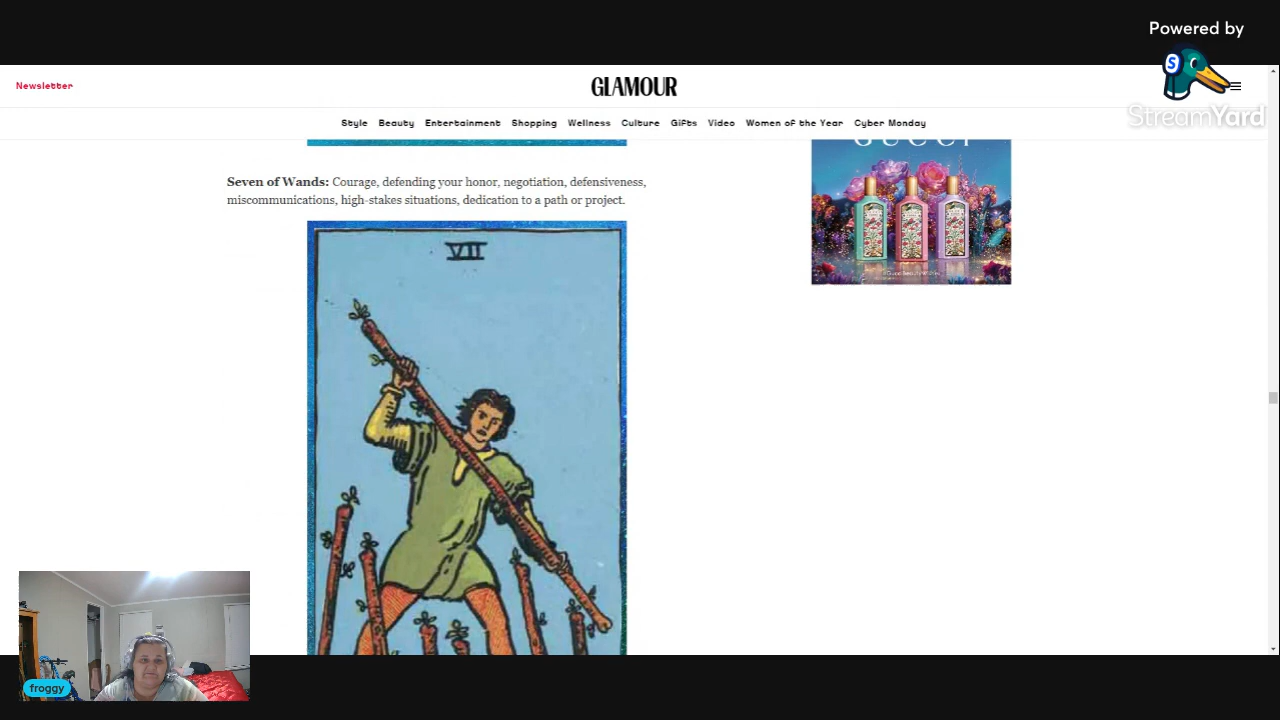 Powered by
S
StreamYard
Newsletter
GLAMOUR
Style Beauty Entertainment Shopping Wellness Culture Gifts Video Women of the Year Cyber Monday
GUCCI
Seven of Wands: Courage, defending your honor, negotiation, defensiveness,
miscommunications, high-stakes situations, dedication to a path or project.
VII
froggy